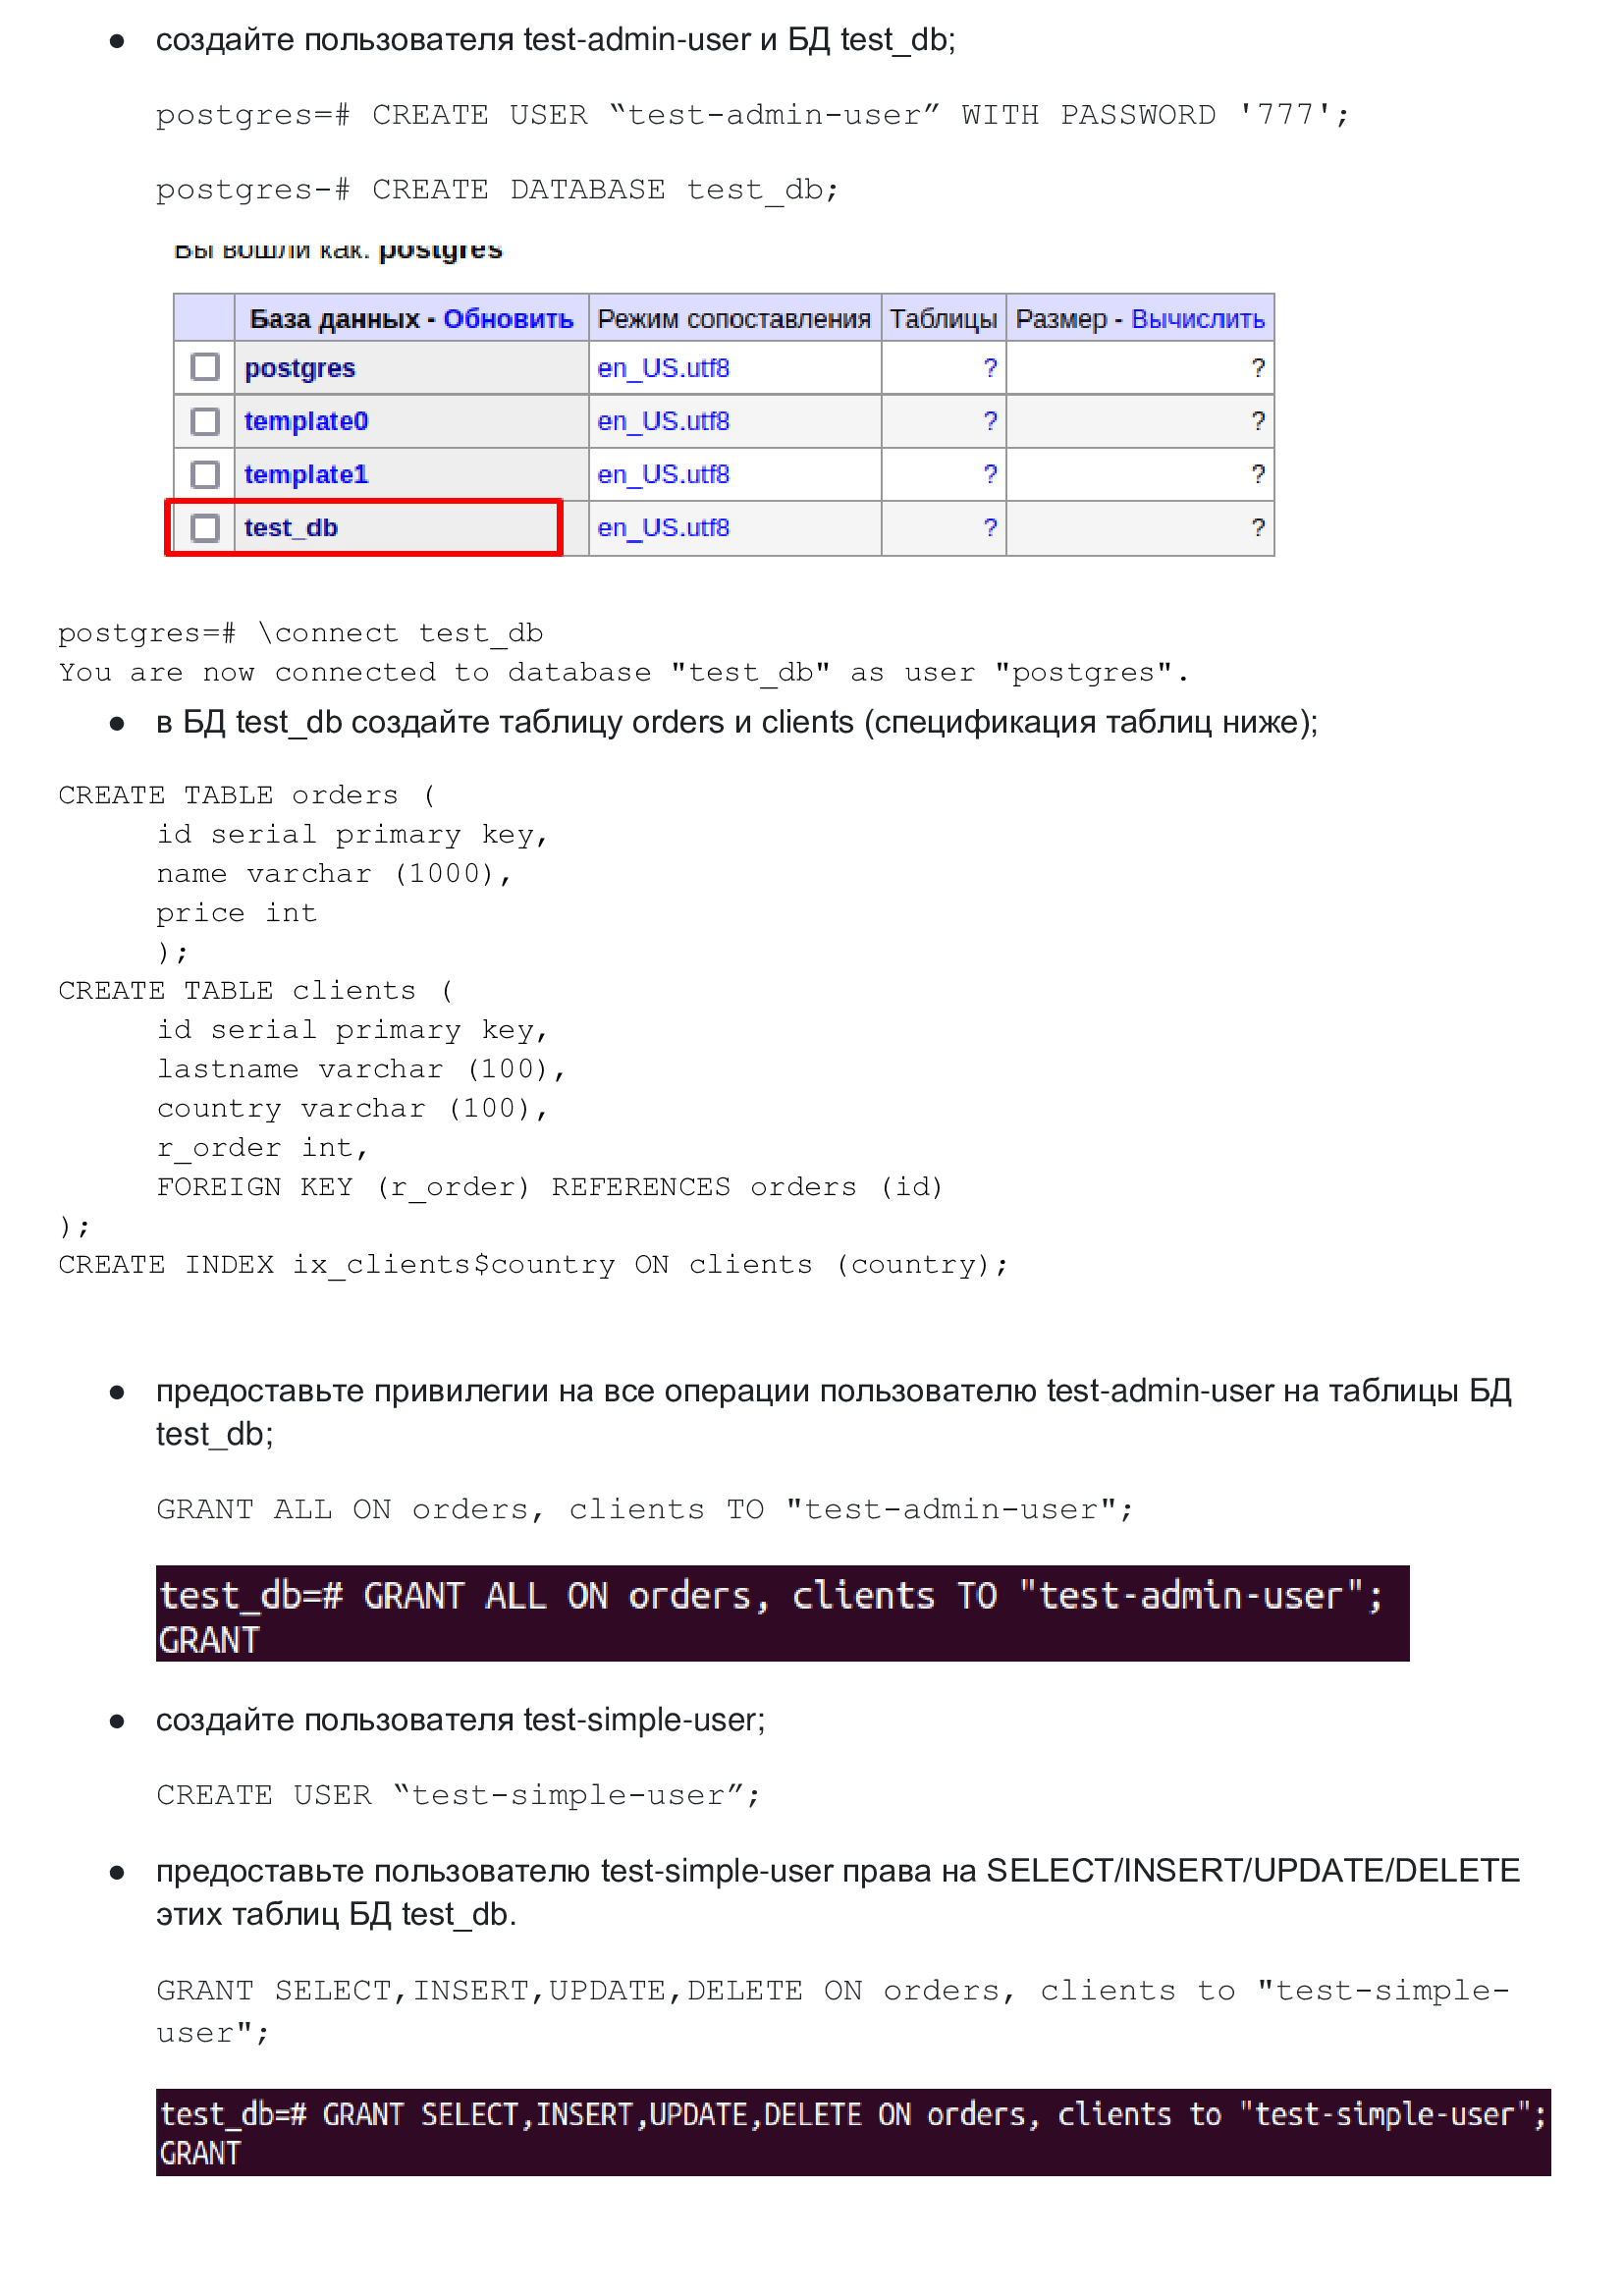 ● создайте пользователя test-admin-user и БД test_db;
postgres=# CREATE USER “test-admin-user” WITH PASSWORD '777';
postgres-# CREATE DATABASE test_db;
Вы вошли как: postgres
База данных - Обновить Режим сопоставления Таблицы Размер - Вычислить
postgres en_US.utf8 ? ?
template0 en_US.utf8 ? ?
template1 en_US.utf8 ? ?
test_db en_US.utf8 ? ?
postgres=# \connect test_db
You are now connected to database "test_db" as user "postgres".
● в БД test_db создайте таблицу orders и clients (спецификация таблиц ниже);
CREATE TABLE orders (
id serial primary key,
name varchar (1000),
price int
);
CREATE TABLE clients (
id serial primary key,
lastname varchar (100),
country varchar (100),
r_order int,
FOREIGN KEY (r_order) REFERENCES orders (id)
);
CREATE INDEX ix_clients$country ON clients (country);
● предоставьте привилегии на все операции пользователю test-admin-user на таблицы БД
test_db;
GRANT ALL ON orders, clients TO "test-admin-user";
test_db=# GRANT ALL ON orders, clients TO "test-admin-user";
GRANT
● создайте пользователя test-simple-user;
CREATE USER “test-simple-user”;
● предоставьте пользователю test-simple-user права на SELECT/INSERT/UPDATE/DELETE
этих таблиц БД test_db.
GRANT SELECT,INSERT,UPDATE,DELETE ON orders, clients to "test-simple-
user";
test_db=# GRANT SELECT,INSERT,UPDATE,DELETE ON orders, clients to "test-simple-user";
GRANT